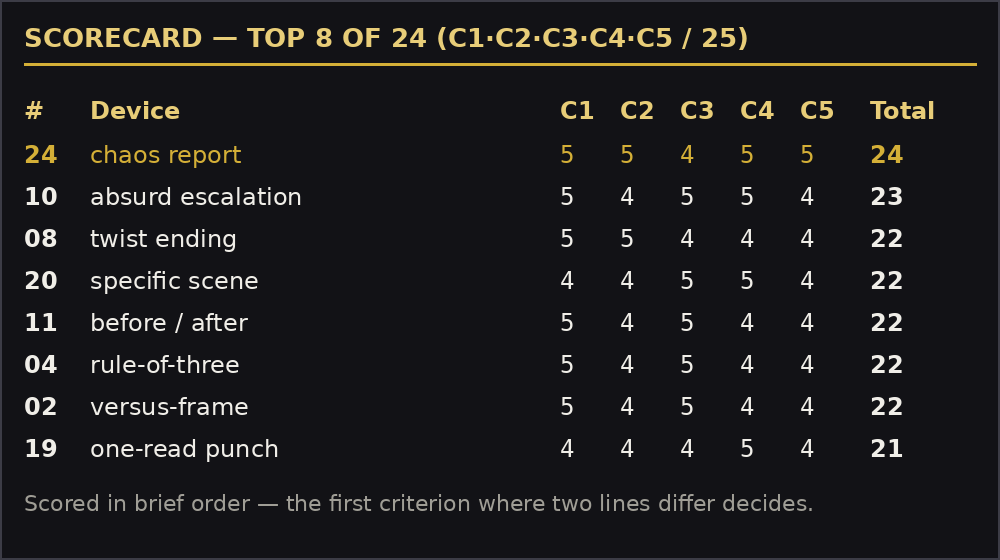 SCORECARD — TOP 8 OF 24 (C1·C2·C3·C4·C5 / 25)
# Device C1 C2 C3 C4 C5 Total
24 chaos report 5 5 4 5 5 24
10 absurd escalation 5 4 5 5 4 23
08 twist ending 5 5 4 4 4 22
20 specific scene 4 4 5 5 4 22
11 before / after 5 4 5 4 4 22
04 rule-of-three 5 4 5 4 4 22
02 versus-frame 5 4 5 4 4 22
19 one-read punch 4 4 4 5 4 21
Scored in brief order — the first criterion where two lines differ decides.